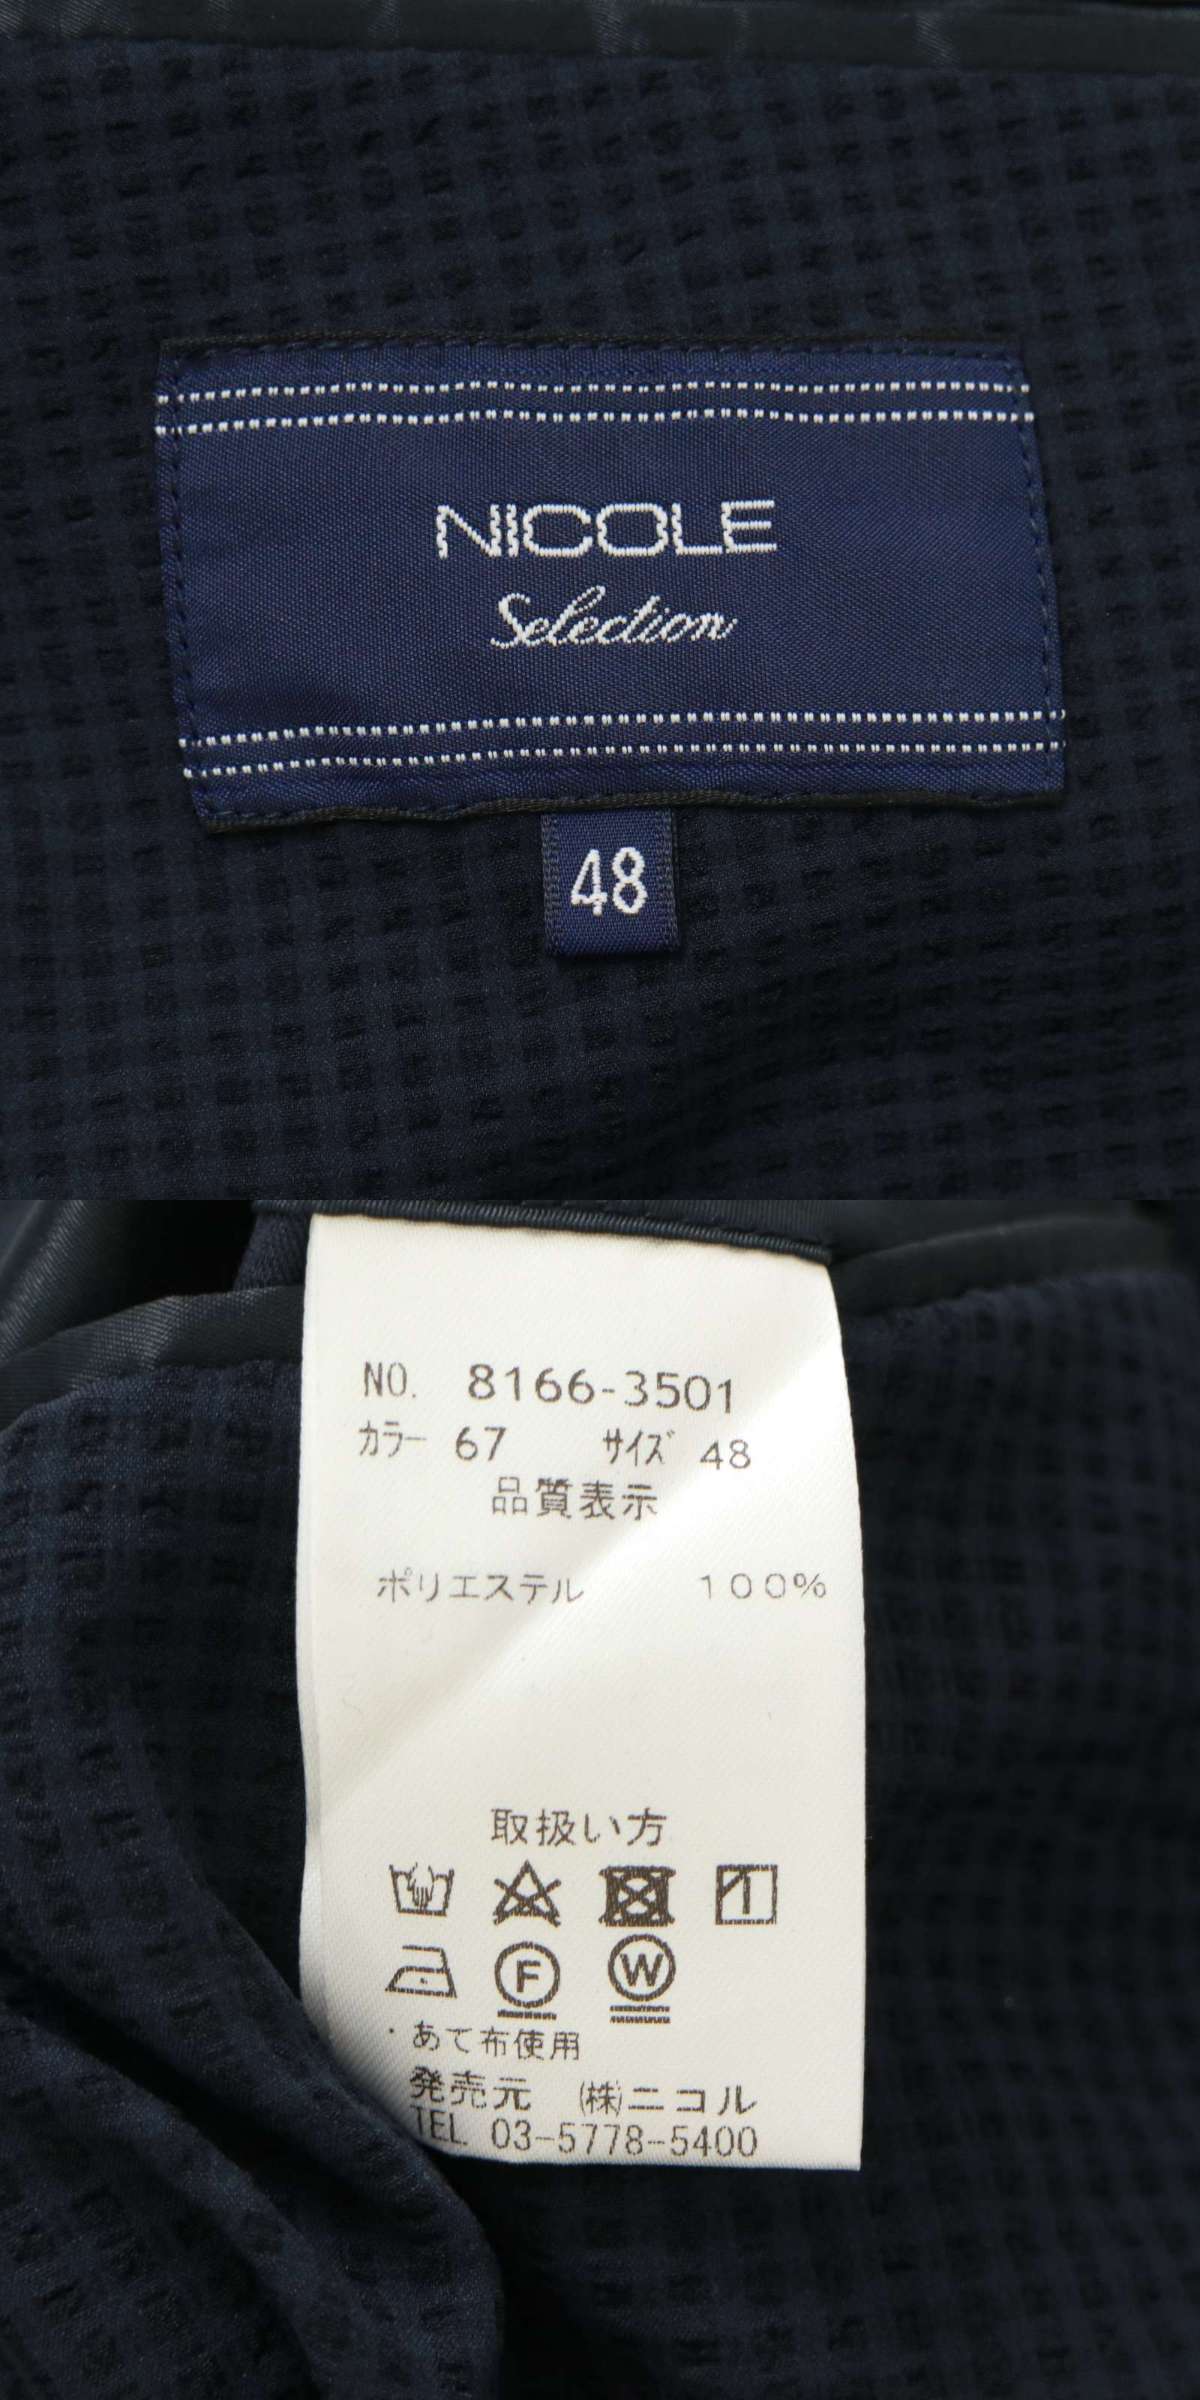 NICOLE
Selection
48
NO. 8166-3501
カラー 67 サイズ 48
品質表示
ポリエステル 100%
取扱い方
F W
・あて布使用
発売元 (株)ニコル
TEL 03-5778-5400